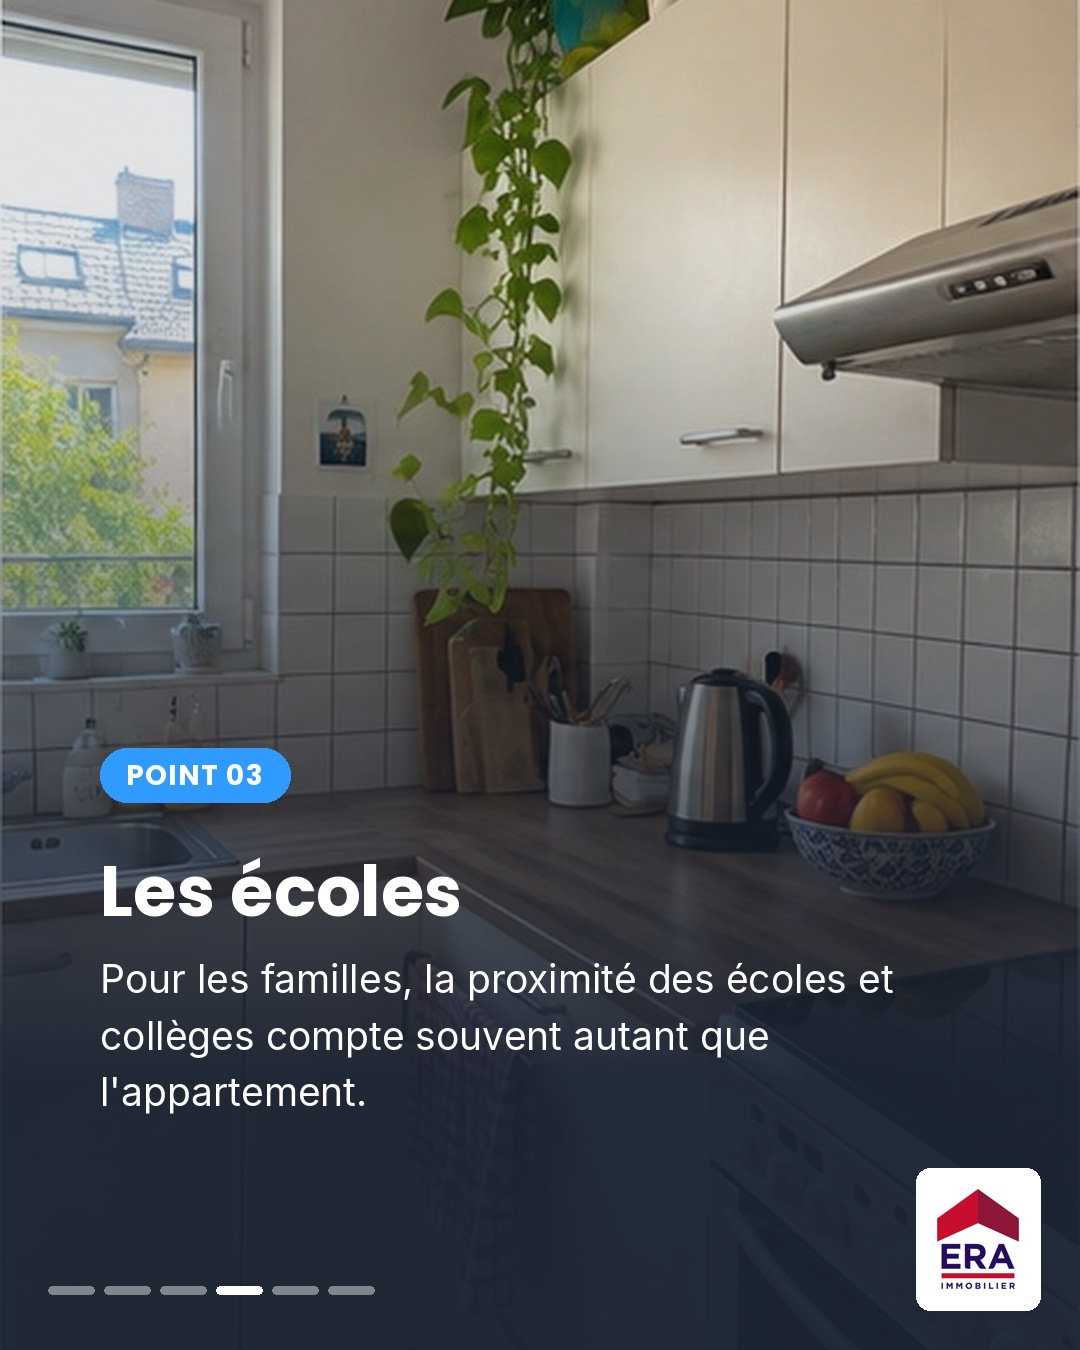 POINT 03
Les écoles
Pour les familles, la proximité des écoles et
collèges compte souvent autant que
l'appartement.
ERA
IMMOBILIER